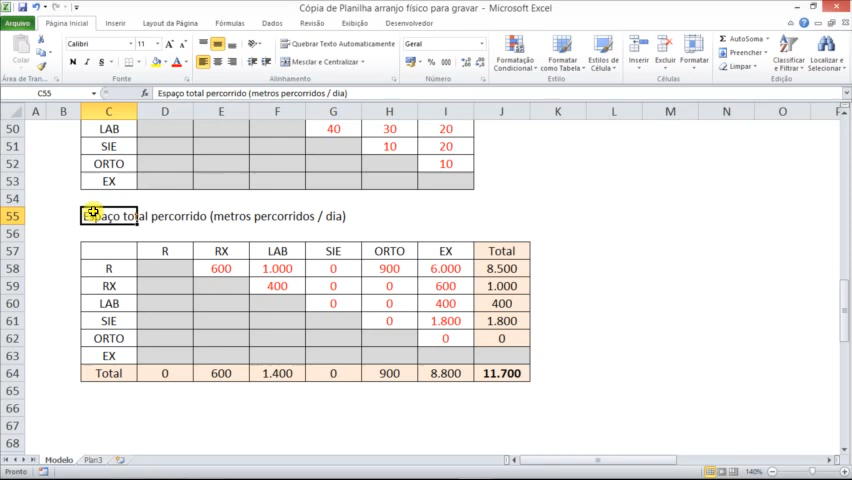 Cópia de Planilha arranjo físico para gravar - Microsoft Excel
Arquivo Página Inicial Inserir Layout da Página Fórmulas Dados Revisão Exibição Desenvolvedor
Colar
Calibri 11 Quebrar Texto Automaticamente Geral AutoSoma
N I S Mesclar e Centralizar % 000 Formatação Condicional Formatar como Tabela Estilos de Célula Inserir Excluir Formatar Preencher Limpar Classificar e Filtrar Localizar e Selecionar
Área de Tran... Fonte Alinhamento Número Estilo Células Edição
C55 fx Espaço total percorrido (metros percorridos / dia)
A B C D E F G H I J K L M N O P
50 LAB 40 30 20
51 SIE 10 20
52 ORTO 10
53 EX
54
55 Espaço total percorrido (metros percorridos / dia)
56
57 R RX LAB SIE ORTO EX Total
58 R 600 1.000 0 900 6.000 8.500
59 RX 400 0 0 600 1.000
60 LAB 0 0 400 400
61 SIE 0 1.800 1.800
62 ORTO 0 0
63 EX
64 Total 0 600 1.400 0 900 8.800 11.700
65
66
67
68
Modelo Plan3
Pronto 140%